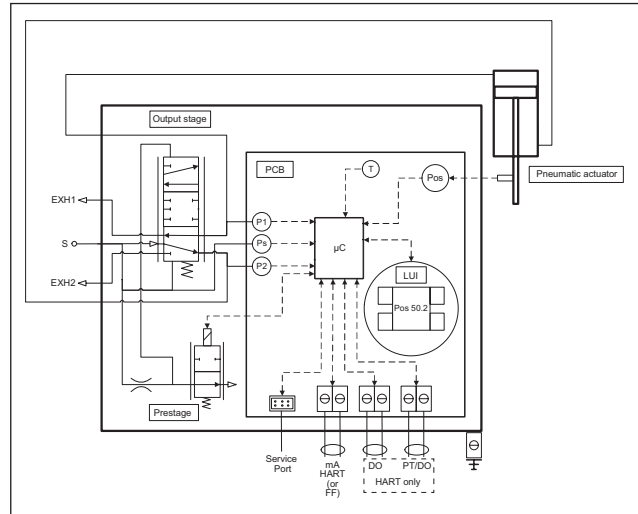 Output stage
PCB
T
Pos
Pneumatic actuator
EXH1
P1
S
Ps
µC
EXH2
P2
LUI
Pos 50.2
Prestage
Service
Port
mA
HART
(or
FF)
DO
PT/DO
HART only